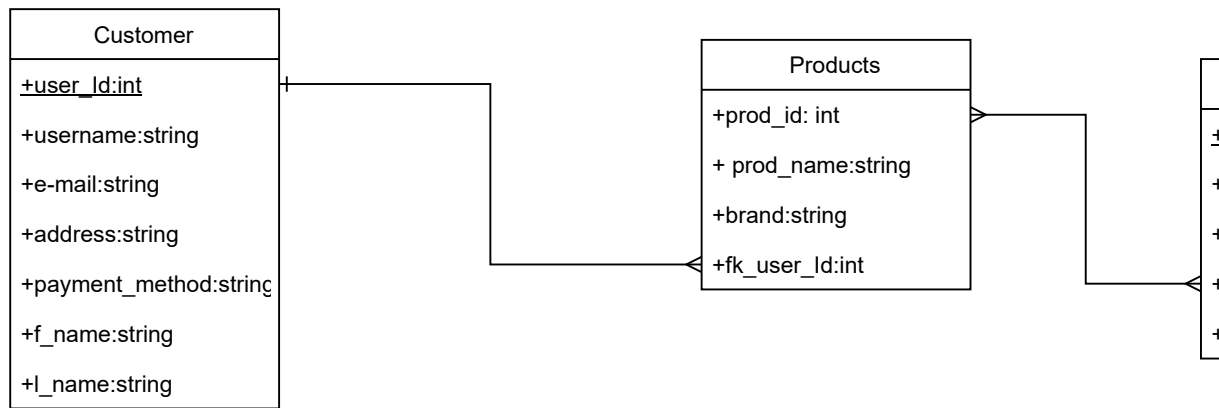 Customer
+user_Id:int
+username:string
+e-mail:string
+address:string
+payment_method:string
+f_name:string
+l_name:string
Products
+prod_id: int
+ prod_name:string
+brand:string
+fk_user_Id:int
+
+
+
+
+